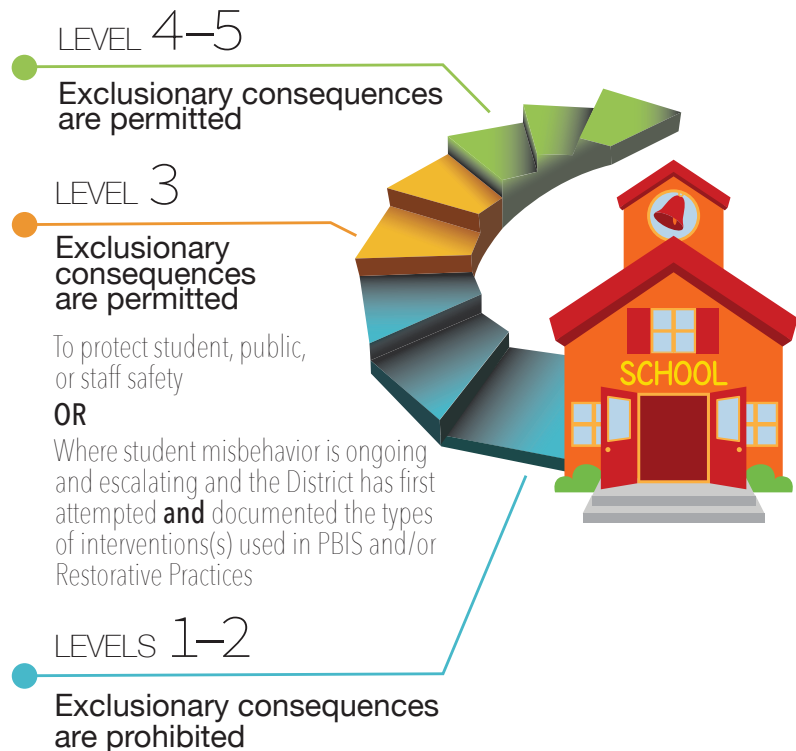 LEVEL 4–5
Exclusionary consequences
are permitted
LEVEL 3
Exclusionary
consequences
are permitted
To protect student, public,
or staff safety
OR
Where student misbehavior is ongoing
and escalating and the District has first
attempted and documented the types
of interventions(s) used in PBIS and/or
Restorative Practices
SCHOOL
LEVELS 1–2
Exclusionary consequences
are prohibited